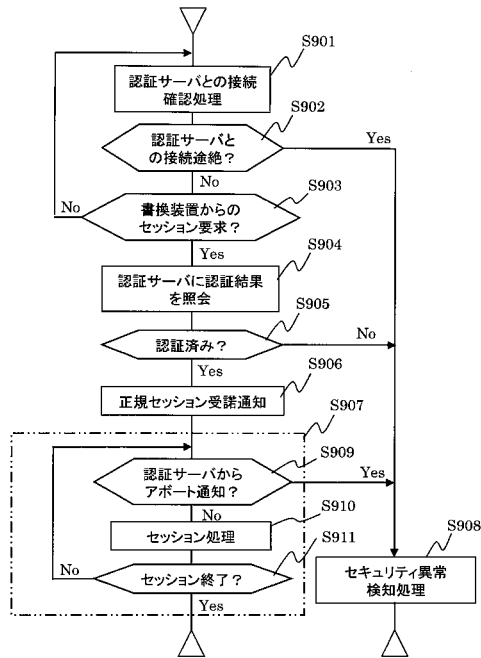 S901
認証サーバとの接続
確認処理
S902
認証サーバと
の接続途絶？
Yes
No
S903
書換装置からの
セッション要求？
No
Yes
S904
認証サーバに認証結果
を照会
S905
認証済み？
No
Yes
S906
正規セッション受諾通知
S907
S909
認証サーバから
アボート通知？
Yes
No
S910
セッション処理
S911
セッション終了？
No
Yes
S908
セキュリティ異常
検知処理